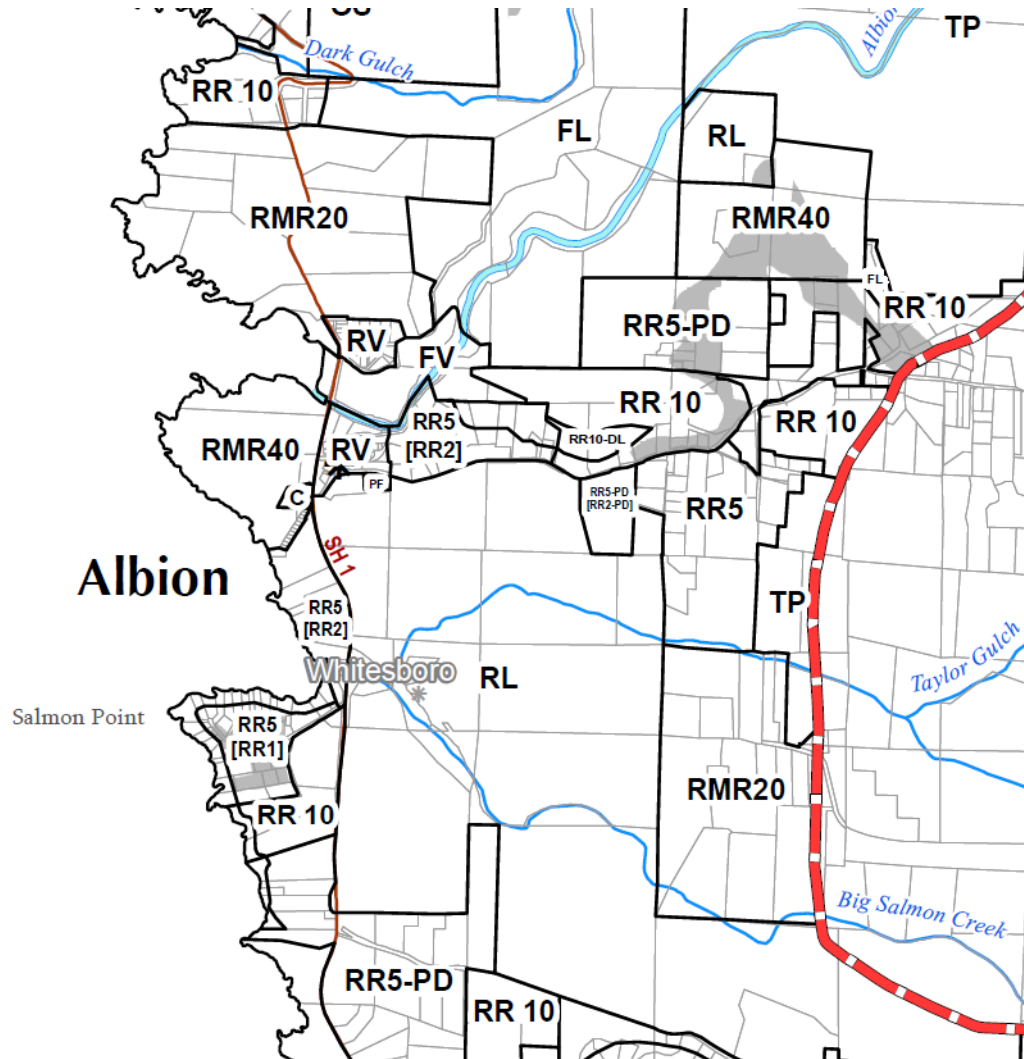 TP
Albion
Dark Gulch
RR 10
FL
RL
RMR20
RMR40
FL
RR 10
RR5-PD
RV
FV
RR 10
RR5
[RR2]
RR 10
RR10-DL
RMR40
RV
PF
C
RR5-PD
[RR2-PD]
RR5
SH 1
Albion
RR5
[RR2]
TP
Taylor Gulch
Whitesboro
RL
Salmon Point
RR5
[RR1]
RMR20
RR 10
Big Salmon Creek
RR5-PD
RR 10